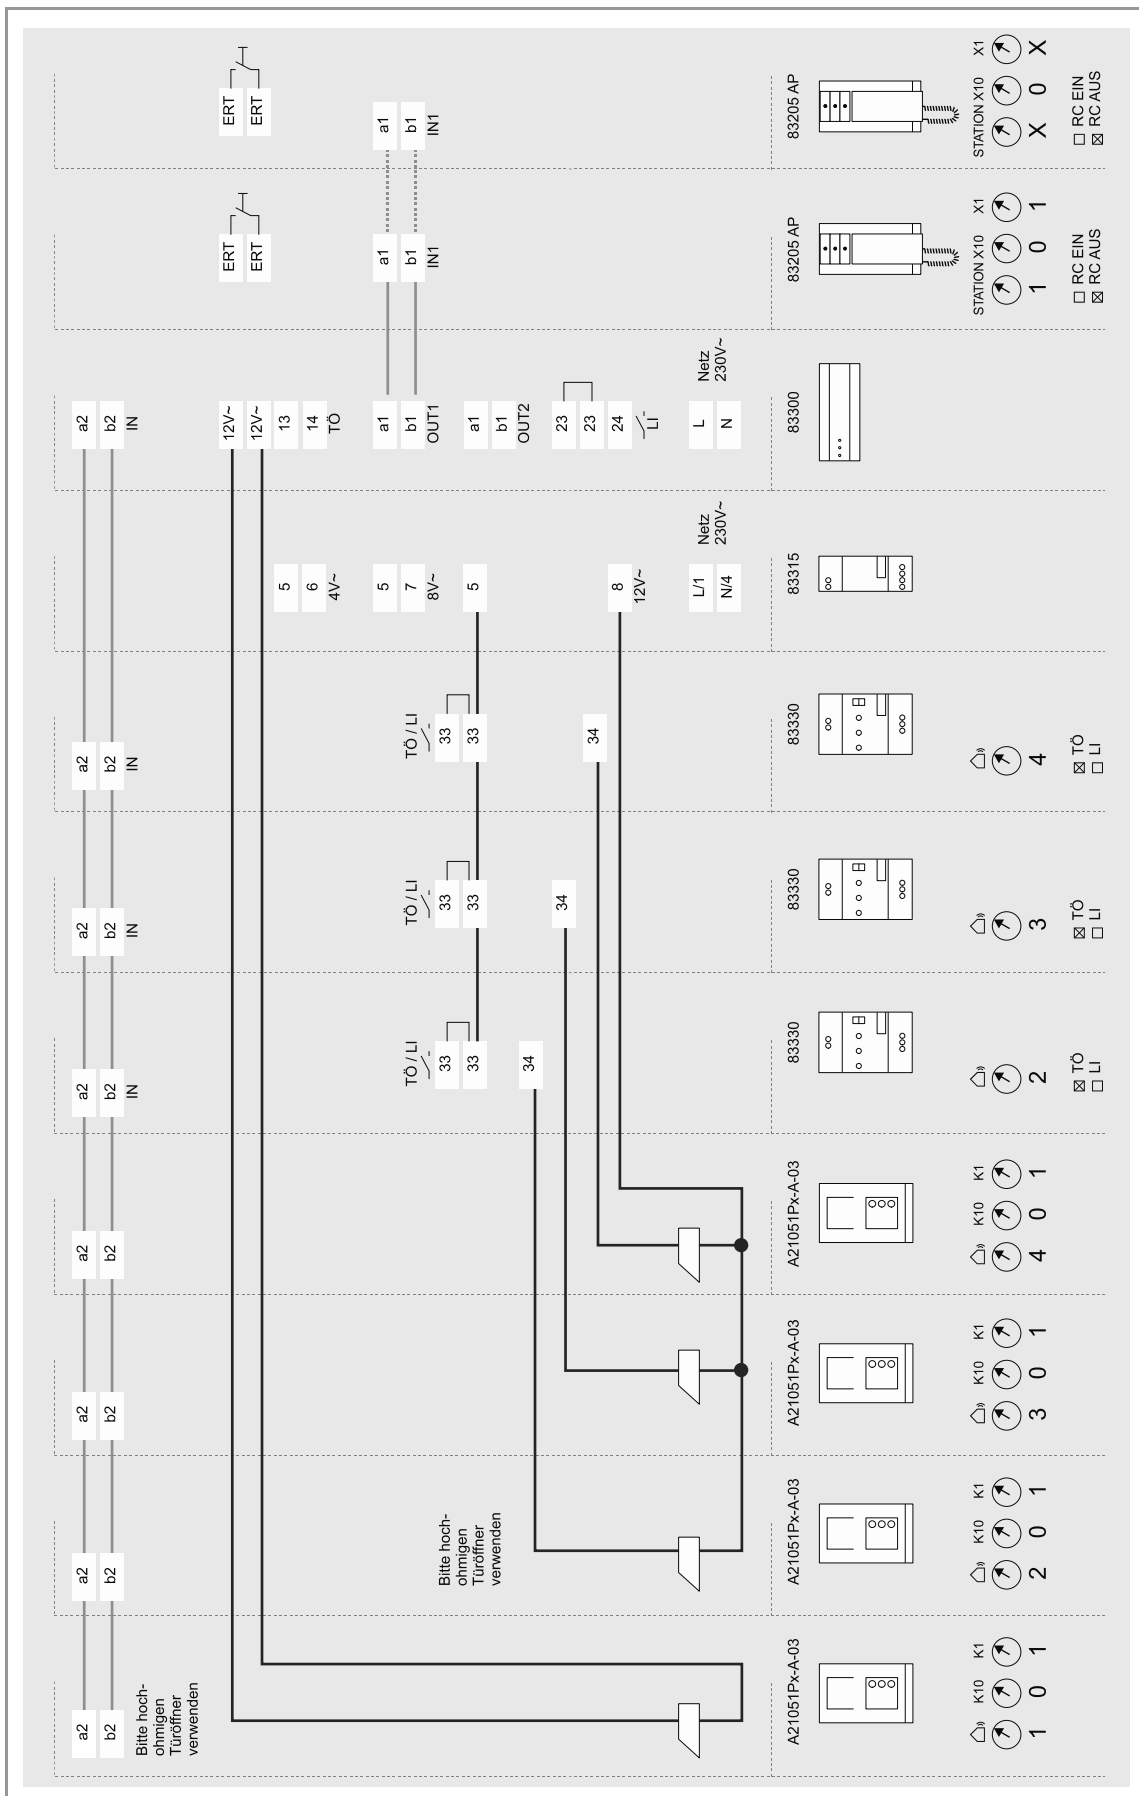 a2
b2
Bitte hoch-
ohmigen
Türöffner
verwenden
A21051Px-A-03
K10 K1
1 0 1
a2
b2
Bitte hoch-
ohmigen
Türöffner
verwenden
A21051Px-A-03
K10 K1
2 0 1
a2
b2
A21051Px-A-03
K10 K1
3 0 1
a2
b2
A21051Px-A-03
K10 K1
4 0 1
a2
b2
IN
TÖ / LI
33
33
34
83330
2
☒ TÖ
☐ LI
a2
b2
IN
TÖ / LI
33
33
34
83330
3
☒ TÖ
☐ LI
a2
b2
IN
TÖ / LI
33
33
34
83330
4
☒ TÖ
☐ LI
5
6
4V~
5
7
8V~
5
8
12V~
L/1
N/4
Netz
230V~
83315
a2
b2
IN
12V~
12V~
13
14
TÖ
a1
b1
OUT1
a1
b1
OUT2
23
23
24
LI
L
N
Netz
230V~
83300
ERT
ERT
a1
b1
IN1
83205 AP
STATION X10 X1
1 0 1
☐ RC EIN
☒ RC AUS
ERT
ERT
a1
b1
IN1
83205 AP
STATION X10 X1
X 0 X
☐ RC EIN
☒ RC AUS